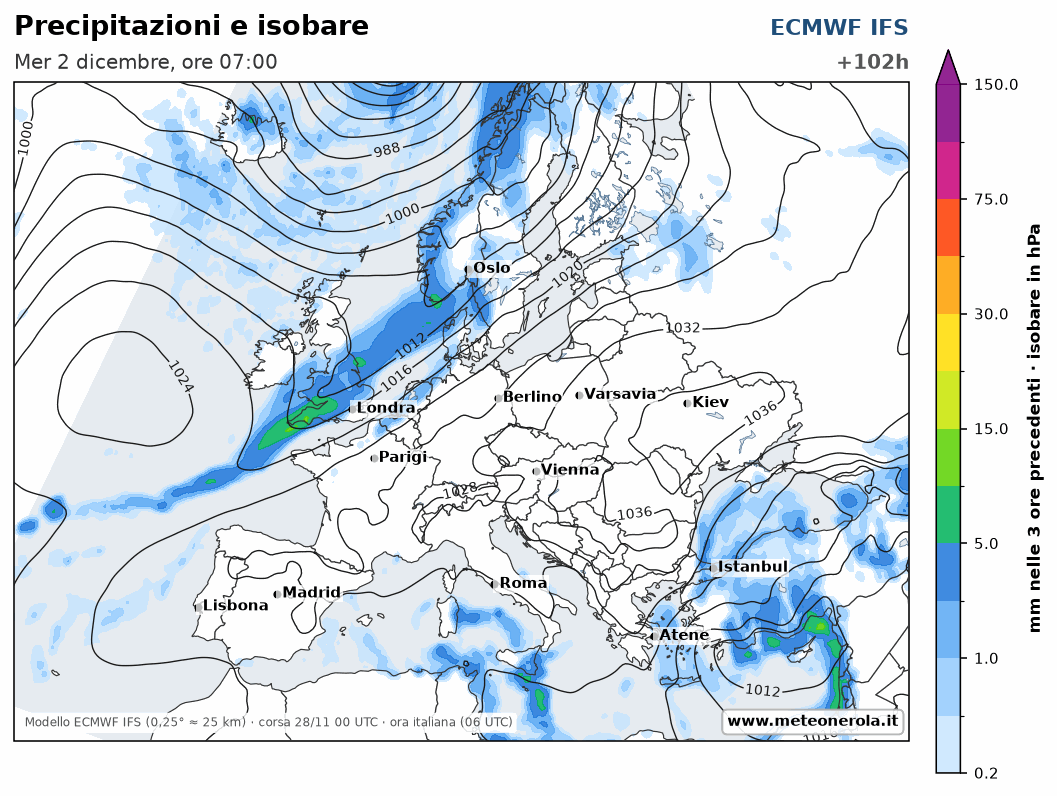 Precipitazioni e isobare
ECMWF IFS
Mer 2 dicembre, ore 07:00
+102h
150.0
75.0
30.0
15.0
5.0
1.0
0.2
mm nelle 3 ore precedenti · isobare in hPa
1000
988
1000
Oslo
1020
1032
1012
1024
1016
Londra
Berlino
Varsavia
Kiev
1036
Parigi
Vienna
1028
1036
Istanbul
Roma
Madrid
Lisbona
Atene
1012
1016
Modello ECMWF IFS (0,25° ≈ 25 km) · corsa 28/11 00 UTC · ora italiana (06 UTC)
www.meteonerola.it